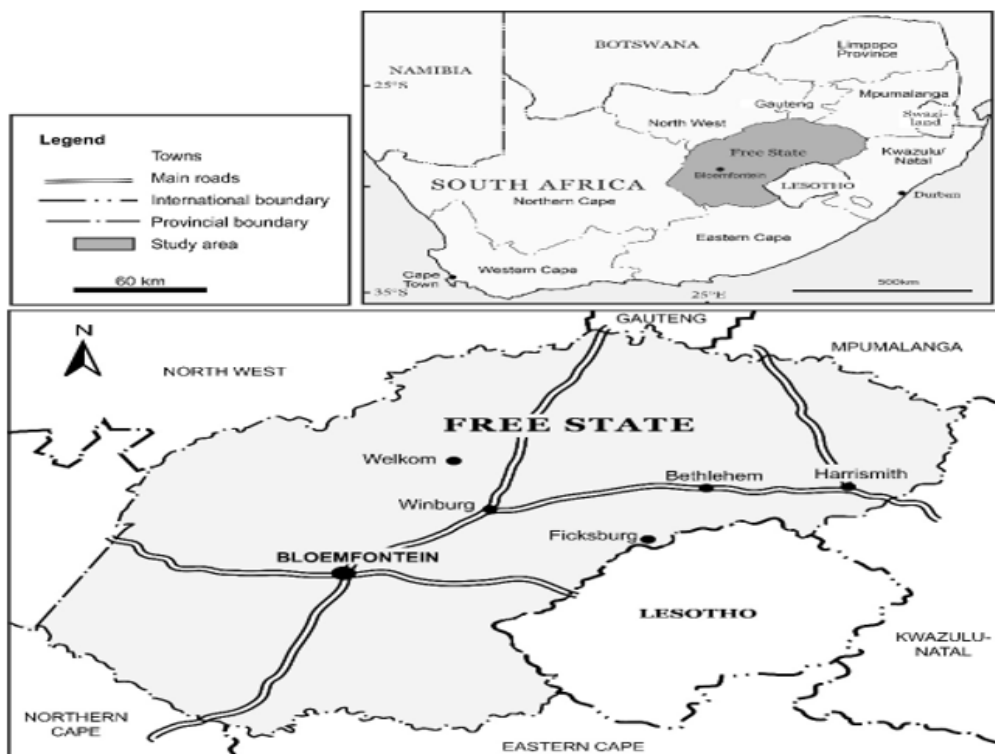 Legend
Towns
Main roads
International boundary
Provincial boundary
Study area
60 km
BOTSWANA
Limpopo
Province
NAMIBIA
25°S
Mpumalanga
Gauteng
Swazi-
land
North West
Free State
Kwazulu/
Natal
Bloemfontein
SOUTH AFRICA
LESOTHO
Durban
Northern Cape
Eastern Cape
Western Cape
Cape
Town
500km
35°S
25°E
N
GAUTENG
MPUMALANGA
NORTH WEST
FREE STATE
Welkom
Bethlehem
Harrismith
Winburg
Ficksburg
BLOEMFONTEIN
LESOTHO
KWAZULU-
NATAL
NORTHERN
CAPE
EASTERN CAPE